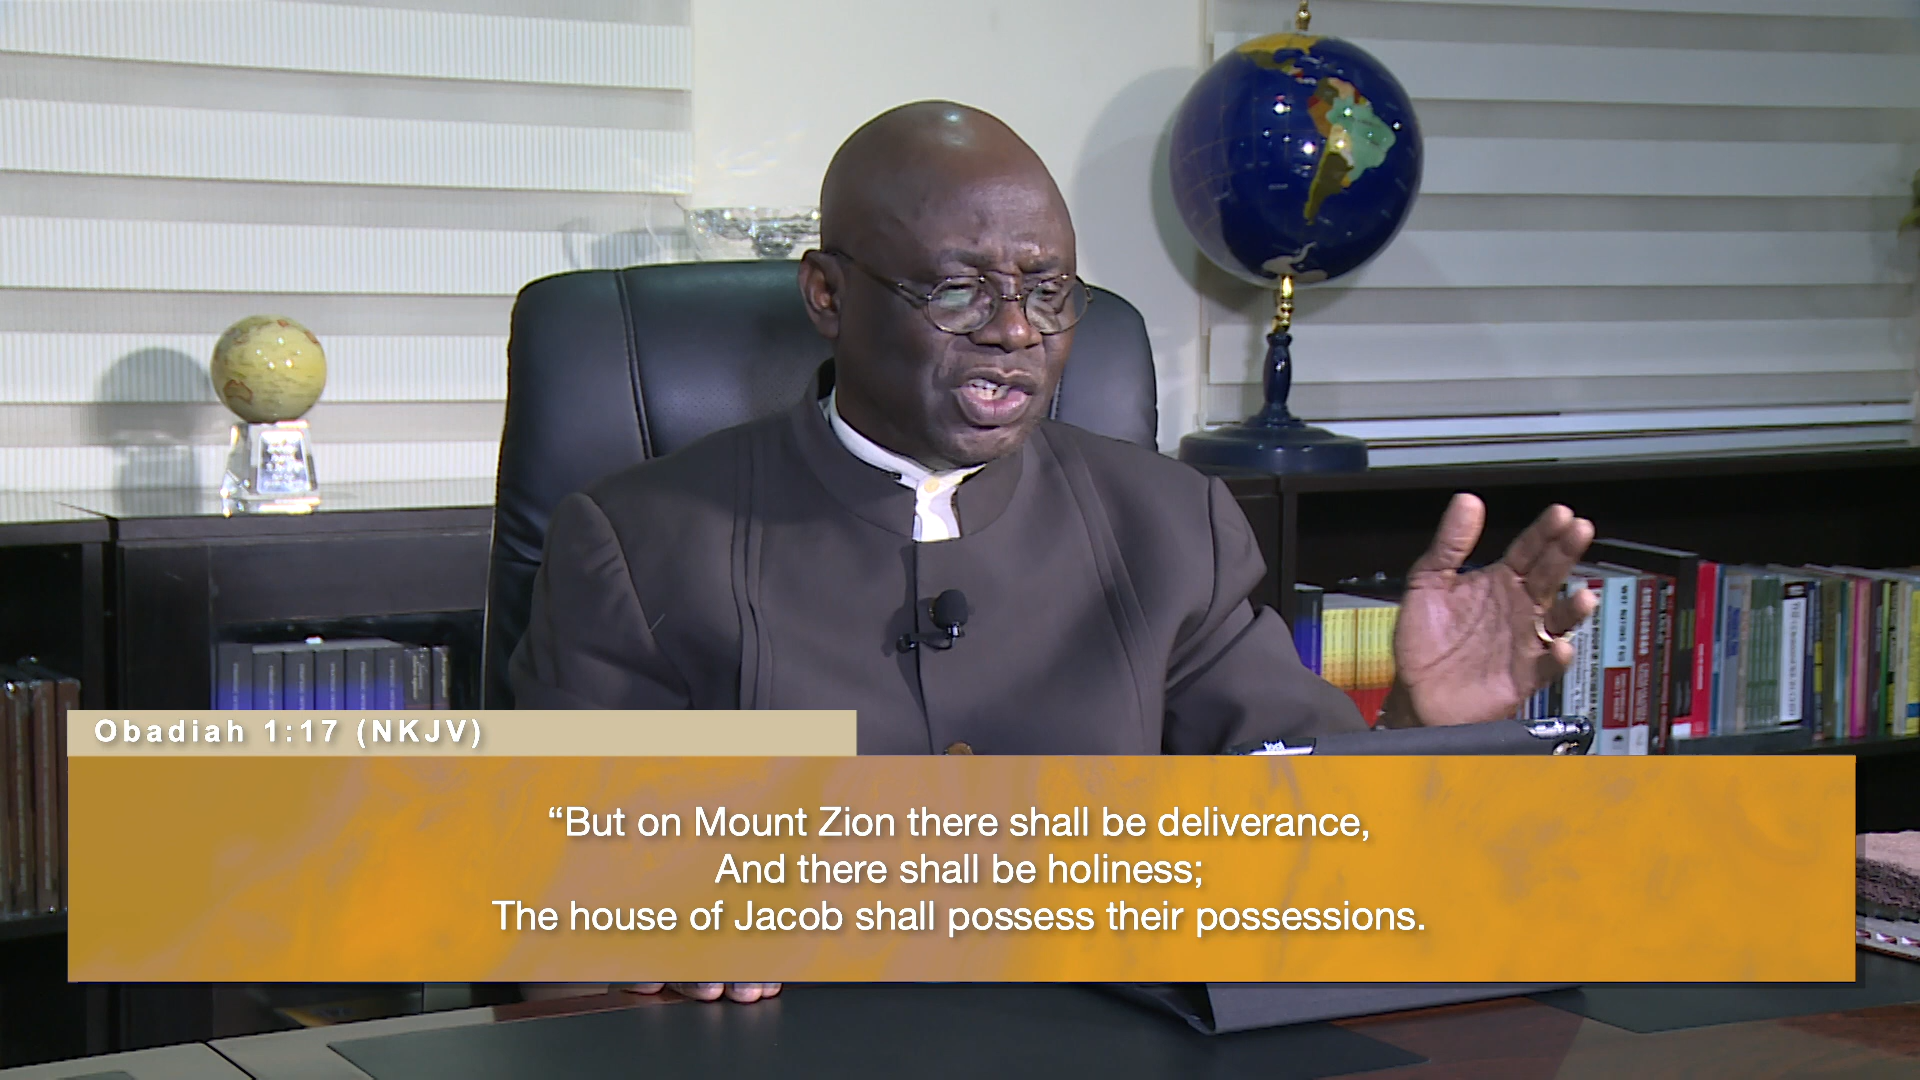 Obadiah 1:17 (NKJV)
“But on Mount Zion there shall be deliverance,
And there shall be holiness;
The house of Jacob shall possess their possessions.